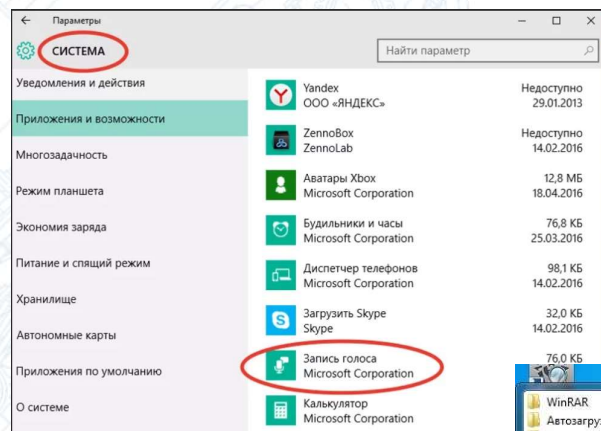 Параметры
СИСТЕМА
Найти параметр
Уведомления и действия
Приложения и возможности
Многозадачность
Режим планшета
Экономия заряда
Питание и спящий режим
Хранилище
Автономные карты
Приложения по умолчанию
О системе
Yandex Недоступно
ООО «ЯНДЕКС» 29.01.2013
ZennoBox Недоступно
ZennoLab 14.02.2016
Аватары Xbox 12,8 МБ
Microsoft Corporation 18.04.2016
Будильники и часы 76,8 КБ
Microsoft Corporation 25.03.2016
Диспетчер телефонов 98,1 КБ
Microsoft Corporation 14.02.2016
Загрузить Skype 32,0 КБ
Skype 14.02.2016
Запись голоса 76,0 КБ
Microsoft Corporation
Калькулятор
Microsoft Corporation
WinRAR